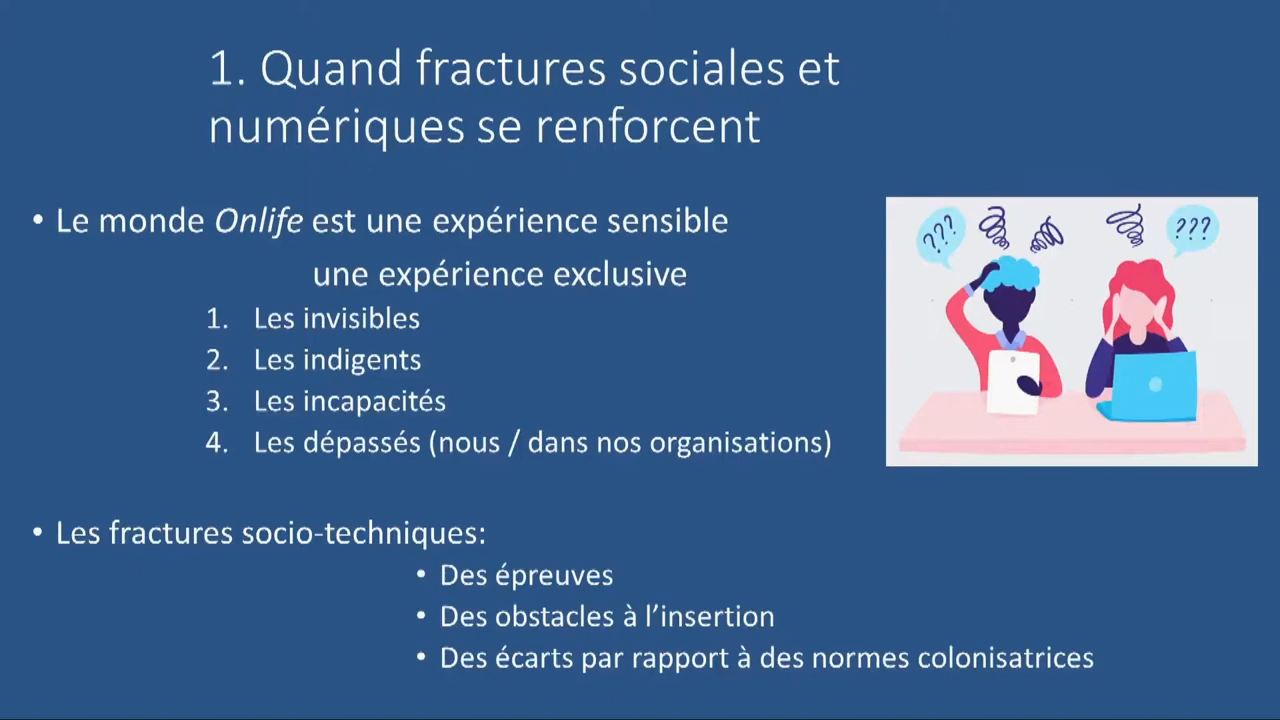 1. Quand fractures sociales et
numériques se renforcent
• Le monde Onlife est une expérience sensible
une expérience exclusive
1. Les invisibles
2. Les indigents
3. Les incapacités
4. Les dépassés (nous / dans nos organisations)
??? ???
• Les fractures socio-techniques:
• Des épreuves
• Des obstacles à l’insertion
• Des écarts par rapport à des normes colonisatrices